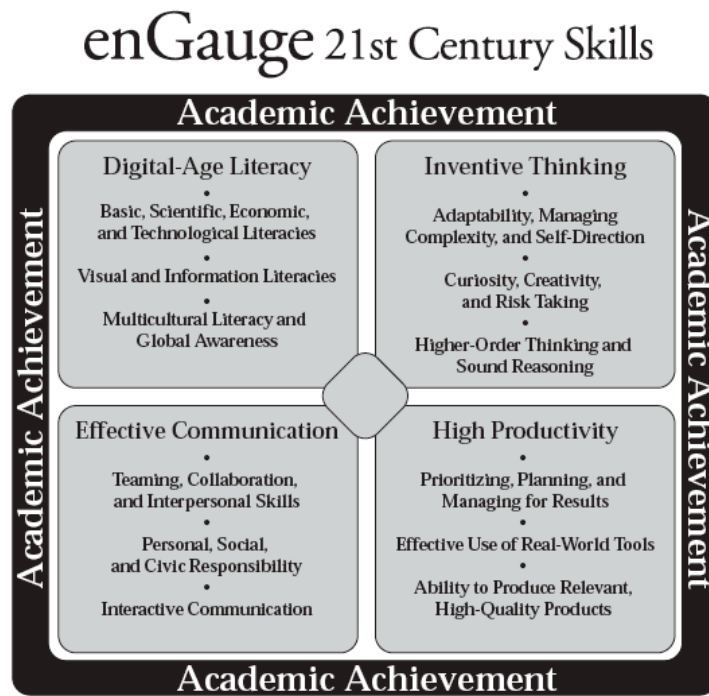 enGauge 21st Century Skills
Academic Achievement
Academic Achievement
Digital-Age Literacy
•
Basic, Scientific, Economic,
and Technological Literacies
•
Visual and Information Literacies
•
Multicultural Literacy and
Global Awareness
Inventive Thinking
•
Adaptability, Managing
Complexity, and Self-Direction
•
Curiosity, Creativity,
and Risk Taking
•
Higher-Order Thinking and
Sound Reasoning
Academic Achievement
Effective Communication
•
Teaming, Collaboration,
and Interpersonal Skills
•
Personal, Social,
and Civic Responsibility
•
Interactive Communication
High Productivity
•
Prioritizing, Planning, and
Managing for Results
•
Effective Use of Real-World Tools
•
Ability to Produce Relevant,
High-Quality Products
Academic Achievement